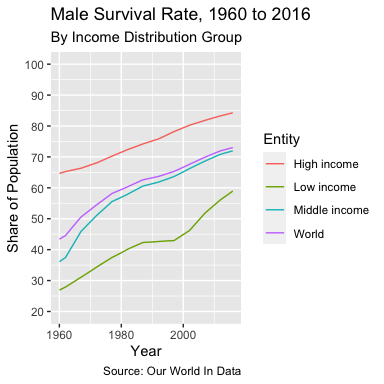 Male Survival Rate, 1960 to 2016
By Income Distribution Group
100
90
80
70
60
50
40
30
20
Share of Population
1960
1980
2000
Year
Entity
High income
Low income
Middle income
World
Source: Our World In Data